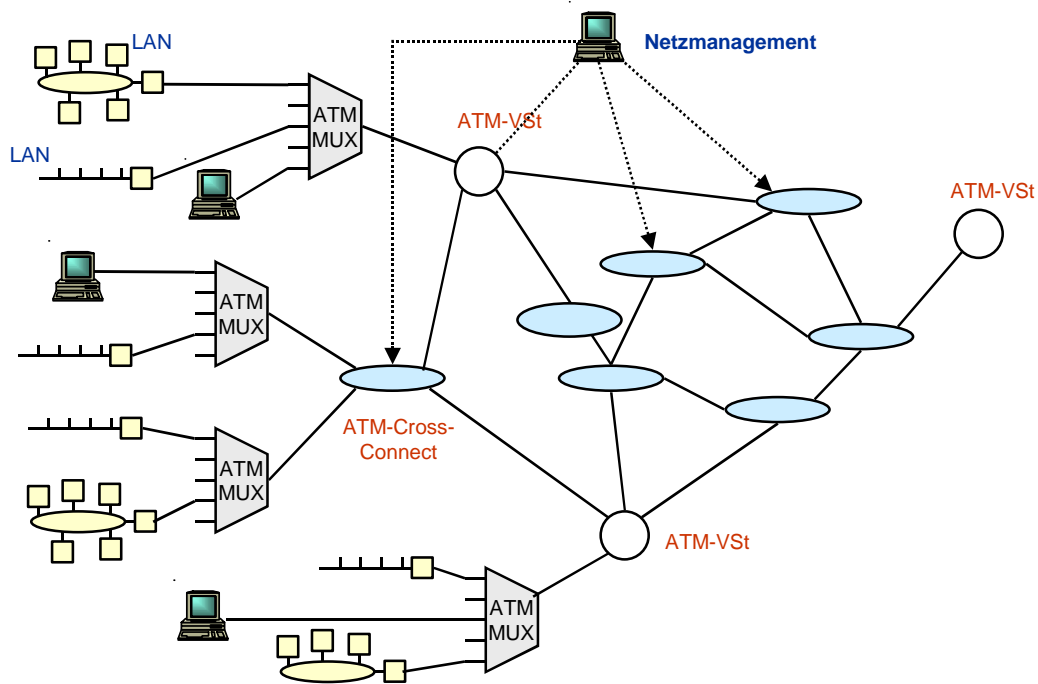 LAN
Netzmanagement
ATM
MUX
ATM-VSt
LAN
ATM-VSt
ATM
MUX
ATM-Cross-
Connect
ATM
MUX
ATM-VSt
ATM
MUX